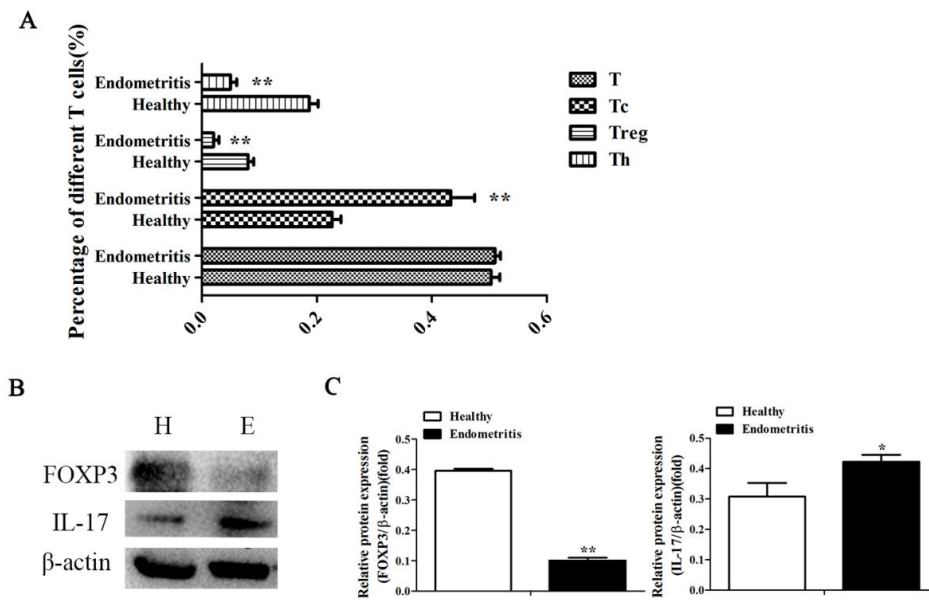 A
Percentage of different T cells(%)
Endometritis **
Healthy
Endometritis **
Healthy
Endometritis **
Healthy
Endometritis
Healthy
0.0 0.2 0.4 0.6
T
Tc
Treg
Th
B
H E
FOXP3
IL-17
β-actin
C
Healthy
Endometritis
Relative protein expression
(FOXP3/β-actin)(fold)
0.5
0.4
0.3
0.2
0.1
0.0
**
Healthy
Endometritis
Relative protein expression
(IL-17/β-actin)(fold)
0.5
0.4
0.3
0.2
0.1
0.0
*